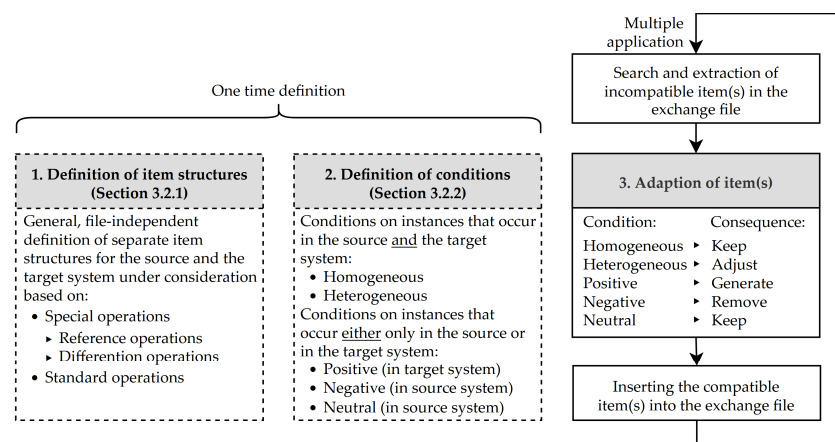 One time definition
1. Definition of item structures
(Section 3.2.1)
General, file-independent
definition of separate item
structures for the source and the
target system under consideration
based on:
• Special operations
▸ Reference operations
▸ Differention operations
• Standard operations
2. Definition of conditions
(Section 3.2.2)
Conditions on instances that occur
in the source and the target
system:
• Homogeneous
• Heterogeneous
Conditions on instances that
occur either only in the source or
in the target system:
• Positive (in target system)
• Negative (in source system)
• Neutral (in source system)
Multiple
application
Search and extraction of
incompatible item(s) in the
exchange file
3. Adaption of item(s)
Condition: Consequence:
Homogeneous ▸ Keep
Heterogeneous ▸ Adjust
Positive ▸ Generate
Negative ▸ Remove
Neutral ▸ Keep
Inserting the compatible
item(s) into the exchange file